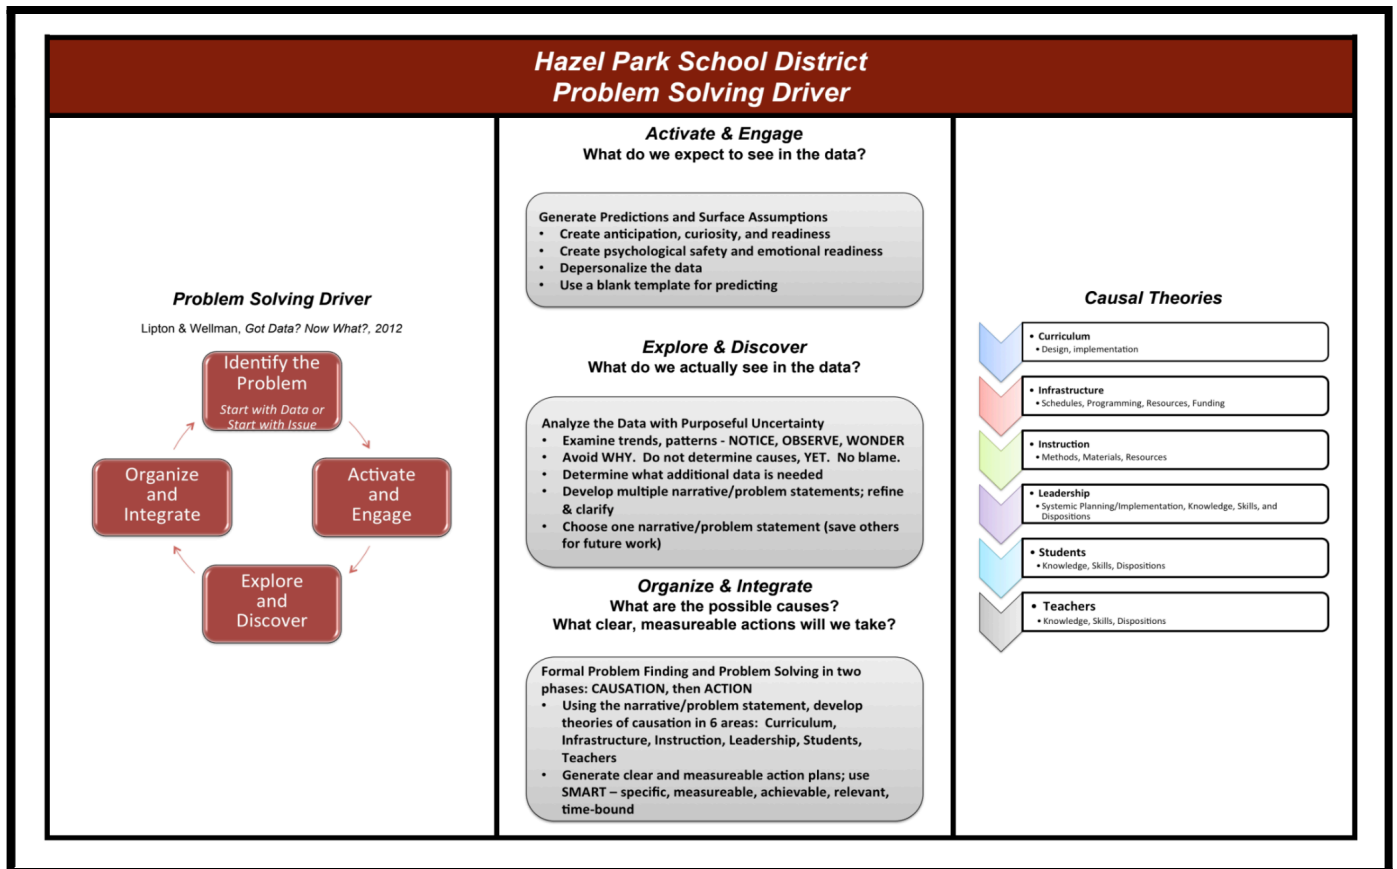 Hazel Park School District
Problem Solving Driver
Problem Solving Driver
Lipton & Wellman, Got Data? Now What?, 2012
Identify the
Problem
Start with Data or
Start with Issue
Activate
and
Engage
Explore
and
Discover
Organize
and
Integrate
Activate & Engage
What do we expect to see in the data?
Generate Predictions and Surface Assumptions
• Create anticipation, curiosity, and readiness
• Create psychological safety and emotional readiness
• Depersonalize the data
• Use a blank template for predicting
Explore & Discover
What do we actually see in the data?
Analyze the Data with Purposeful Uncertainty
• Examine trends, patterns - NOTICE, OBSERVE, WONDER
• Avoid WHY. Do not determine causes, YET. No blame.
• Determine what additional data is needed
• Develop multiple narrative/problem statements; refine
& clarify
• Choose one narrative/problem statement (save others
for future work)
Organize & Integrate
What are the possible causes?
What clear, measureable actions will we take?
Formal Problem Finding and Problem Solving in two
phases: CAUSATION, then ACTION
• Using the narrative/problem statement, develop
theories of causation in 6 areas: Curriculum,
Infrastructure, Instruction, Leadership, Students,
Teachers
• Generate clear and measureable action plans; use
SMART – specific, measureable, achievable, relevant,
time-bound
Causal Theories
• Curriculum
• Design, implementation
• Infrastructure
• Schedules, Programming, Resources, Funding
• Instruction
• Methods, Materials, Resources
• Leadership
• Systemic Planning/Implementation, Knowledge, Skills, and
Dispositions
• Students
• Knowledge, Skills, Dispositions
• Teachers
• Knowledge, Skills, Dispositions